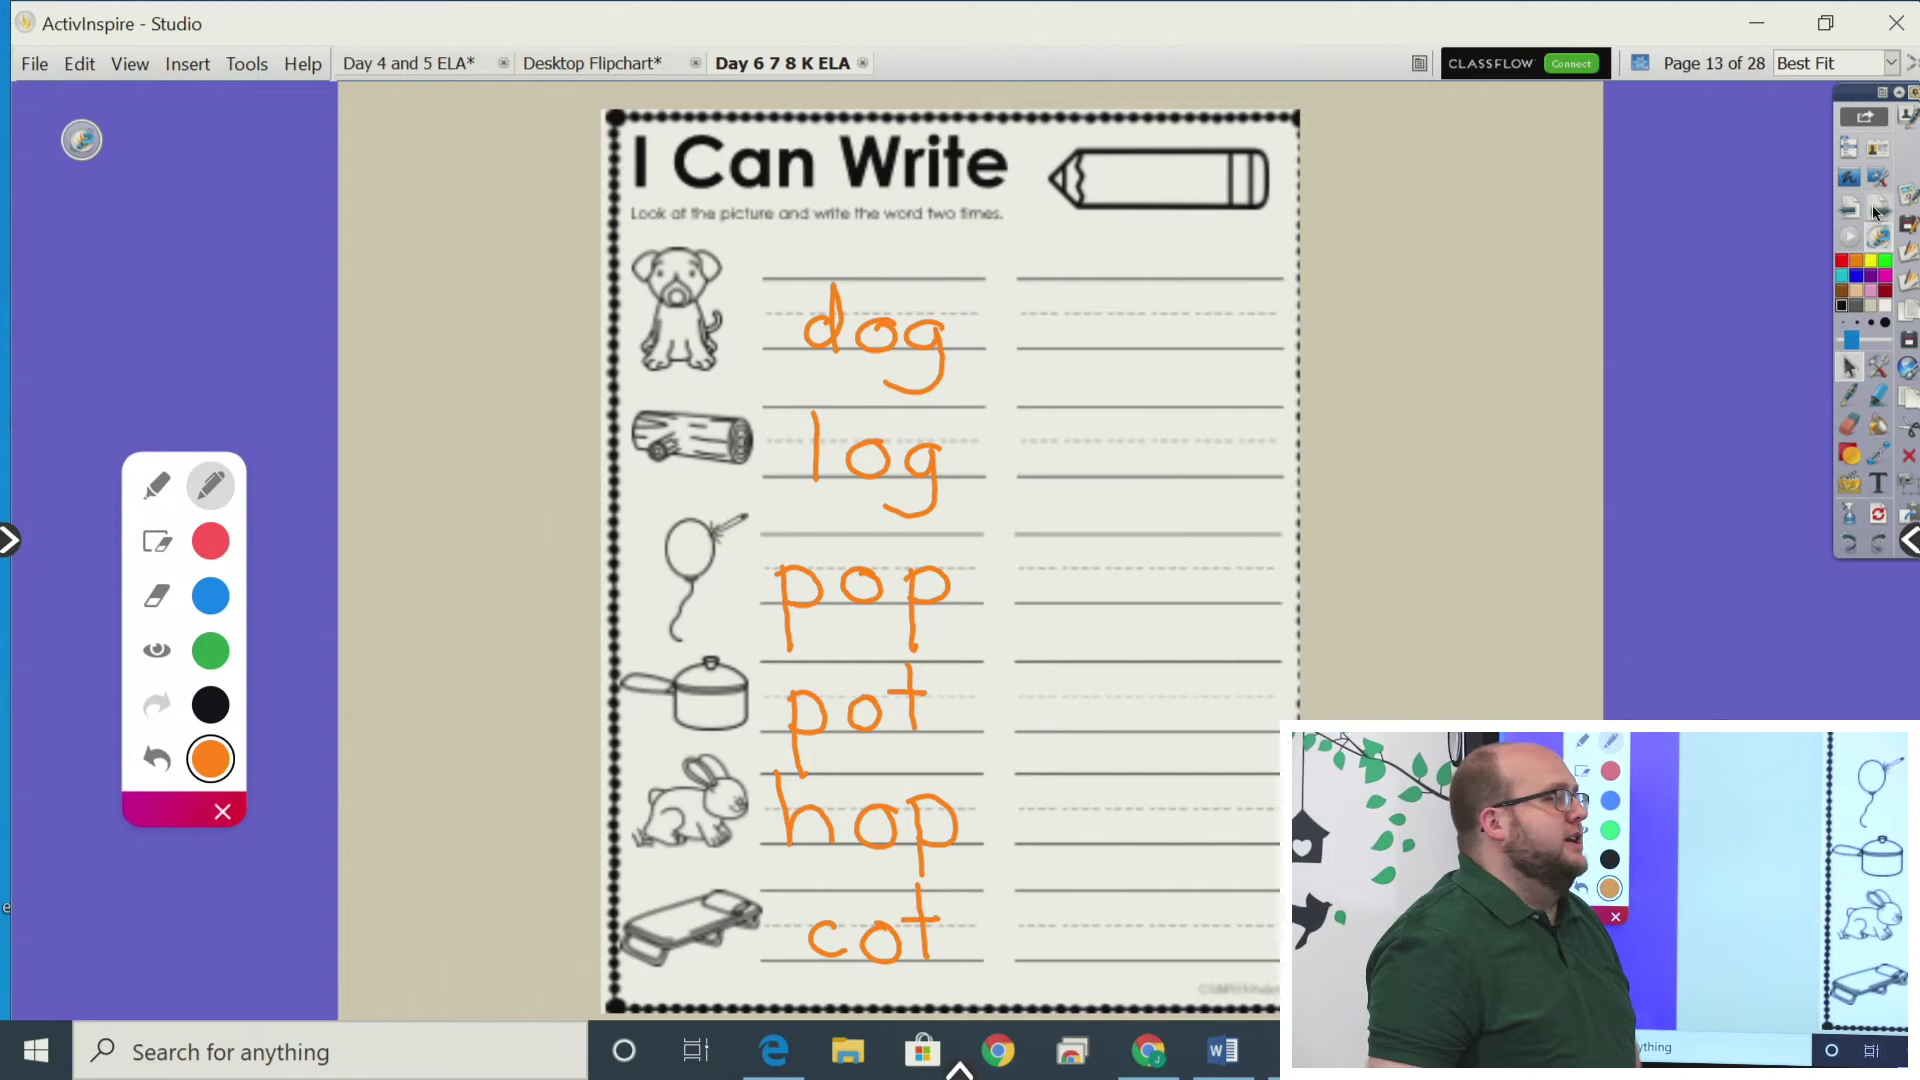 ActivInspire - Studio
File Edit View Insert Tools Help
Day 4 and 5 ELA* Desktop Flipchart* Day 6 7 8 K ELA
CLASSFLOW Connect Page 13 of 28 Best Fit
I Can Write
Look at the picture and write the word two times.
dog
log
pop
pot
hop
cot
Search for anything
ything